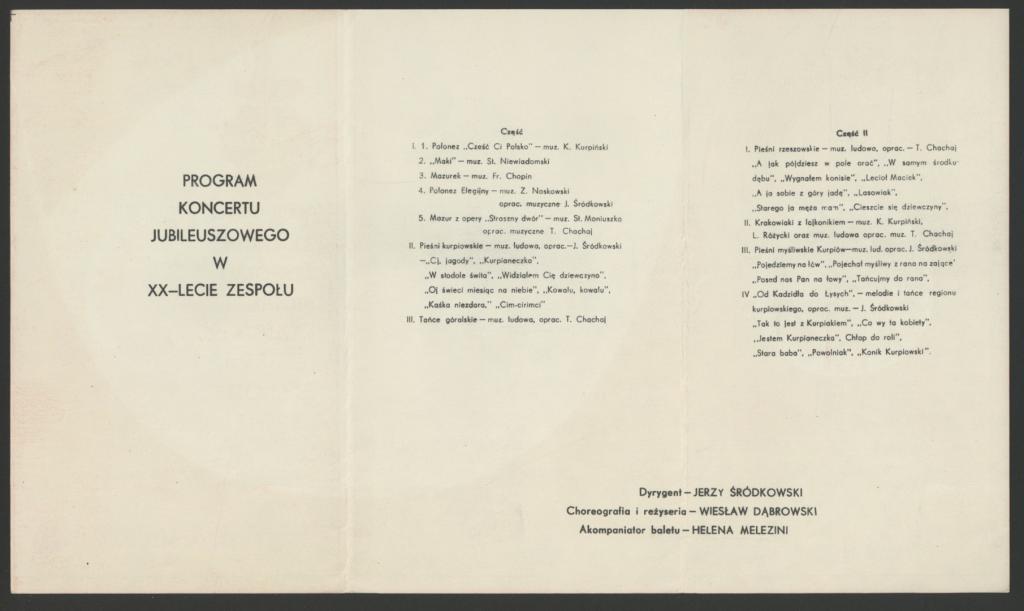 PROGRAM
KONCERTU
JUBILEUSZOWEGO
W
XX–LECIE ZESPOŁU
Część
I. 1. Polonez „Cześć Ci Polsko” – muz. K. Kurpiński
2. „Maki” – muz. St. Niewiadomski
3. Mazurek – muz. Fr. Chopin
4. Polonez Elegijny – muz. Z. Noskowski
oprac. muzyczne J. Śródkowski
5. Mazur z opery „Straszny dwór” – muz. St. Moniuszko
oprac. muzyczne T. Chachaj
II. Pieśni kurpiowskie – muz. ludowa, oprac.–J. Śródkowski
–„Cj, jagody”, „Kurpianeczka”,
„W stodole świta”, „Widziałem Cię dziewczyno”,
„Oj świeci miesiąc na niebie”, „Kowalu, kowalu”,
„Kaśka niezdara,” „Cim-cirimci”
III. Tańce góralskie – muz. ludowa, oprac. T. Chachaj
Część II
I. Pieśni rzeszowskie – muz. ludowa, oprac. – T. Chachaj
„A jak pójdziesz w pole orać”, „W samym środku
dębu”, „Wygnałem konisie”, „Lecioł Maciek”,
„A ja sobie z góry jadę”, „Lasowiak”,
„Starego ja męża mam”, „Cieszcie się dziewczyny”,
II. Krakowiaki z lajkonikiem – muz. K. Kurpiński,
L. Różycki oraz muz. ludowa oprac. muz. T. Chachaj
III. Pieśni myśliwskie Kurpiów–muz. lud. oprac. J. Śródkowski
„Pojedziemy na łów”, „Pojechał myśliwy z rana na zające’
„Posed nas Pan na łowy”, „Tańcujmy do rana”,
IV „Od Kadzidła do Łysych”, – melodie i tańce regionu
kurpiowskiego, oprac. muz. – J. Śródkowski
„Tak to jest z Kurpiakiem”, „Co wy ta kobiety”,
„Jestem Kurpianeczka”, Chłop do roli”,
„Stara baba”, „Powolniak”, „Konik Kurpiowski”.
Dyrygent – JERZY ŚRÓDKOWSKI
Choreografia i reżyseria – WIESŁAW DĄBROWSKI
Akompaniator baletu – HELENA MELEZINI